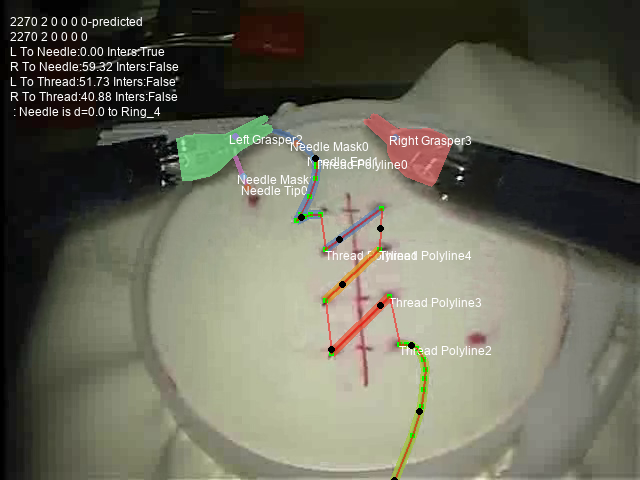 2270 2 0 0 0 0-predicted
2270 2 0 0 0 0
L To Needle:0.00 Inters:True
R To Needle:59.32 Inters:False
L To Thread:51.73 Inters:False
R To Thread:40.88 Inters:False
: Needle is d=0.0 to Ring_4
Left Grasper2
Right Grasper3
Needle Mask0
Needle End1
Thread Polyline0
Needle Mask
Needle Tip0
Thread Polyline1
Thread Polyline4
Thread Polyline3
Thread Polyline2